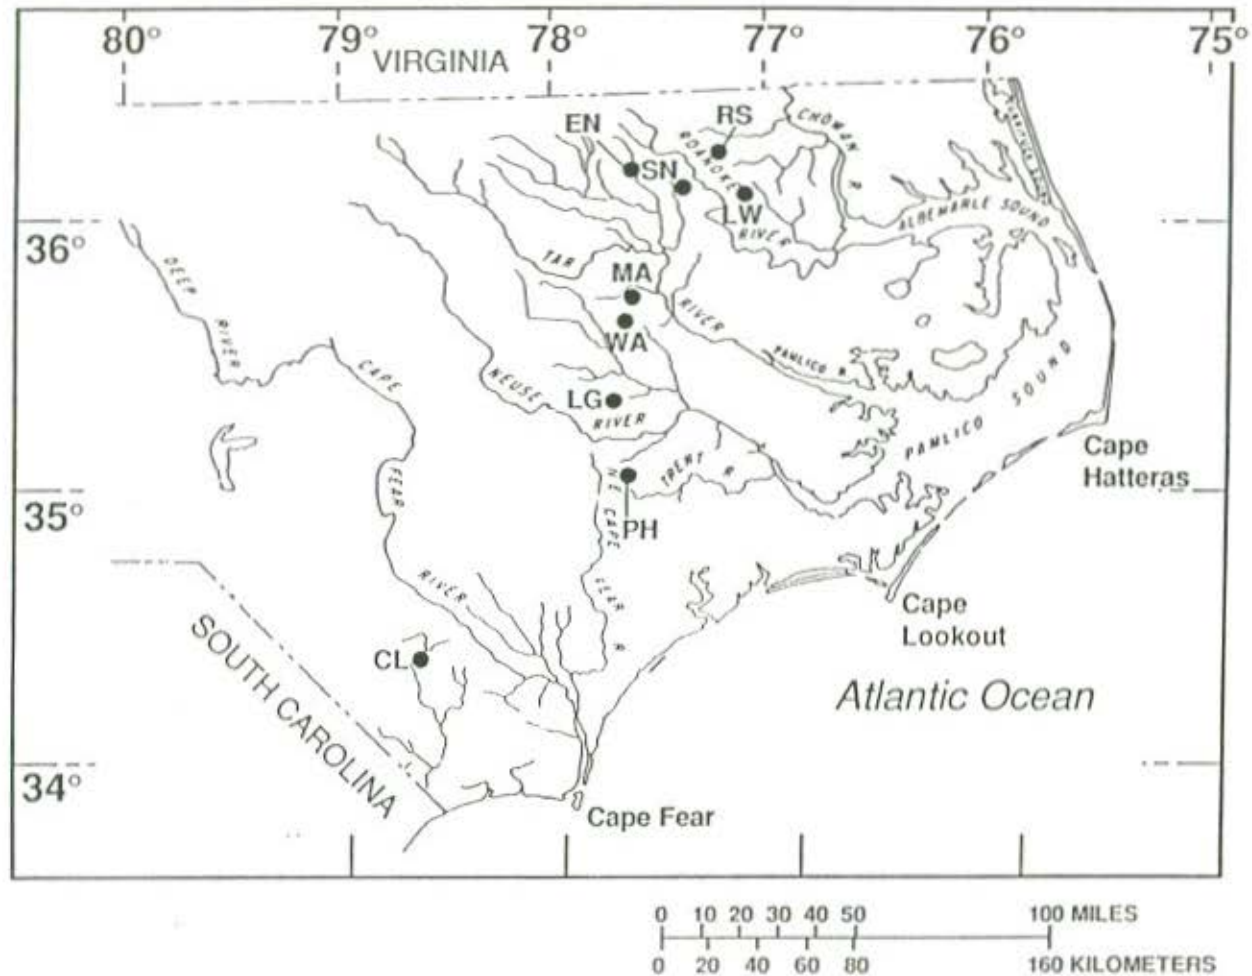 80° 79° 78° 77° 76° 75°
VIRGINIA
EN
RS
CHOWAN
R
ROANOKE
SN
LW
RIVER
ALBEMARLE SOUND
CURRITUCK SOUND
36°
DEEP
RIVER
TAR
MA
RIVER
WA
PAMLICO R
CAPE
NEUSE
LG
RIVER
PAMLICO SOUND
Cape
Hatteras
FEAR
TRENT R
35°
NE CAPE
PH
FEAR
R
RIVER
Cape
Lookout
SOUTH CAROLINA
CL
Atlantic Ocean
34°
Cape Fear
0 10 20 30 40 50 100 MILES
0 20 40 60 80 160 KILOMETERS